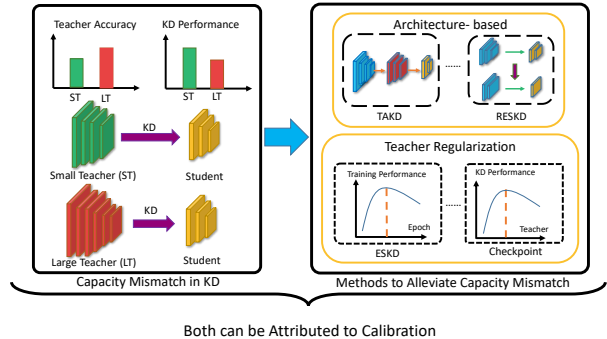 Teacher Accuracy
KD Performance
ST
LT
ST
LT
KD
Small Teacher (ST)
Student
KD
Large Teacher (LT)
Student
Capacity Mismatch in KD
Architecture- based
TAKD
......
RESKD
Teacher Regularization
Training Performance
Epoch
ESKD
......
KD Performance
Teacher
Checkpoint
Methods to Alleviate Capacity Mismatch
Both can be Attributed to Calibration